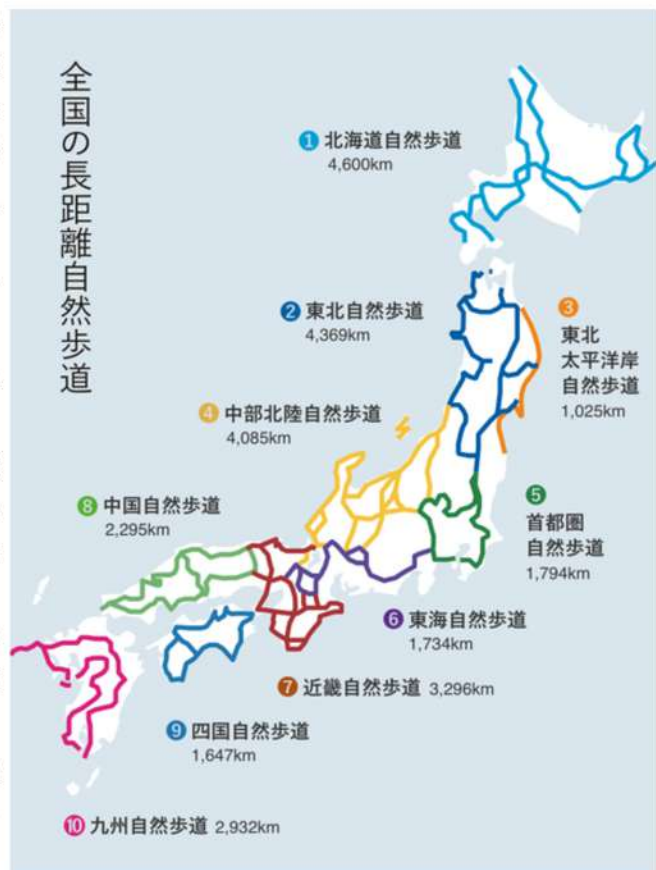 全国の長距離自然歩道
1 北海道自然歩道
4,600km
2 東北自然歩道
4,369km
3
東北
太平洋岸
自然歩道
1,025km
4 中部北陸自然歩道
4,085km
5
首都圏
自然歩道
1,794km
8 中国自然歩道
2,295km
6 東海自然歩道
1,734km
7 近畿自然歩道 3,296km
9 四国自然歩道
1,647km
10 九州自然歩道 2,932km